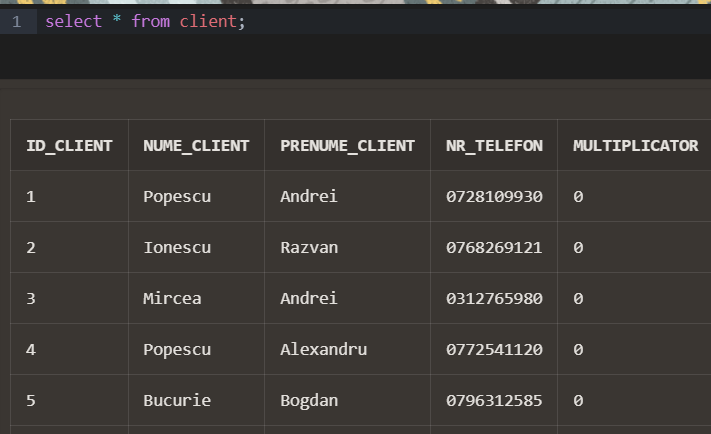 1 select * from client;
ID_CLIENT NUME_CLIENT PRENUME_CLIENT NR_TELEFON MULTIPLICATOR
1 Popescu Andrei 0728109930 0
2 Ionescu Razvan 0768269121 0
3 Mircea Andrei 0312765980 0
4 Popescu Alexandru 0772541120 0
5 Bucurie Bogdan 0796312585 0